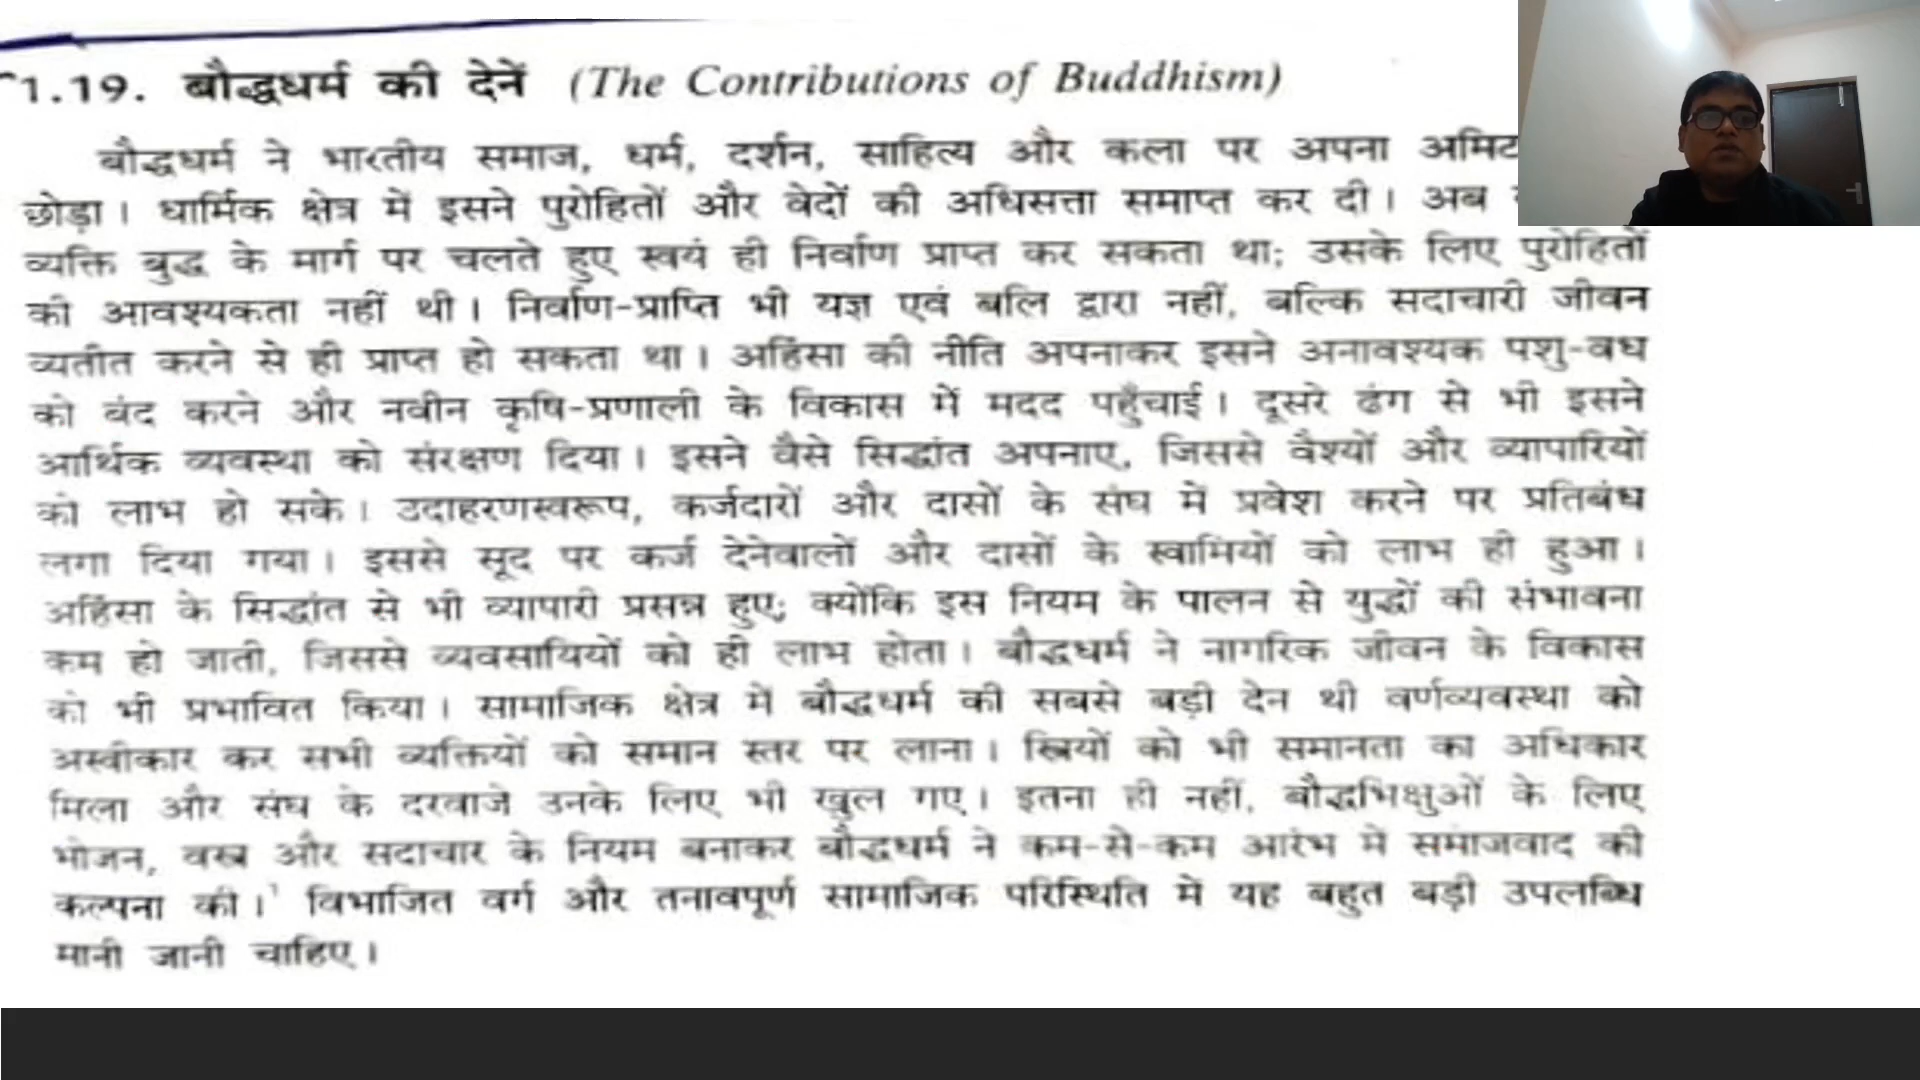 1.19. बौद्धधर्म की देनें (The Contributions of Buddhism)
बौद्धधर्म ने भारतीय समाज, धर्म, दर्शन, साहित्य और कला पर अपना अमिट
छोड़ा। धार्मिक क्षेत्र में इसने पुरोहितों और वेदों की अधिसत्ता समाप्त कर दी। अब
व्यक्ति बुद्ध के मार्ग पर चलते हुए स्वयं ही निर्वाण प्राप्त कर सकता था; उसके लिए पुरोहितों
की आवश्यकता नहीं थी। निर्वाण-प्राप्ति भी यज्ञ एवं बलि द्वारा नहीं, बल्कि सदाचारी जीवन
व्यतीत करने से ही प्राप्त हो सकता था। अहिंसा की नीति अपनाकर इसने अनावश्यक पशु-वध
को बंद करने और नवीन कृषि-प्रणाली के विकास में मदद पहुँचाई। दूसरे ढंग से भी इसने
आर्थिक व्यवस्था को संरक्षण दिया। इसने वैसे सिद्धांत अपनाए, जिससे वैश्यों और व्यापारियों
को लाभ हो सके। उदाहरणस्वरूप, कर्जदारों और दासों के संघ में प्रवेश करने पर प्रतिबंध
लगा दिया गया। इससे सूद पर कर्ज देनेवालों और दासों के स्वामियों को लाभ ही हुआ।
अहिंसा के सिद्धांत से भी व्यापारी प्रसन्न हुए; क्योंकि इस नियम के पालन से युद्धों की संभावना
कम हो जाती, जिससे व्यवसायियों को ही लाभ होता। बौद्धधर्म ने नागरिक जीवन के विकास
को भी प्रभावित किया। सामाजिक क्षेत्र में बौद्धधर्म की सबसे बड़ी देन थी वर्णव्यवस्था को
अस्वीकार कर सभी व्यक्तियों को समान स्तर पर लाना। स्त्रियों को भी समानता का अधिकार
मिला और संघ के दरवाजे उनके लिए भी खुल गए। इतना ही नहीं, बौद्धभिक्षुओं के लिए
भोजन, वस्त्र और सदाचार के नियम बनाकर बौद्धधर्म ने कम-से-कम आरंभ में समाजवाद की
कल्पना की।¹ विभाजित वर्ग और तनावपूर्ण सामाजिक परिस्थिति में यह बहुत बड़ी उपलब्धि
मानी जानी चाहिए।